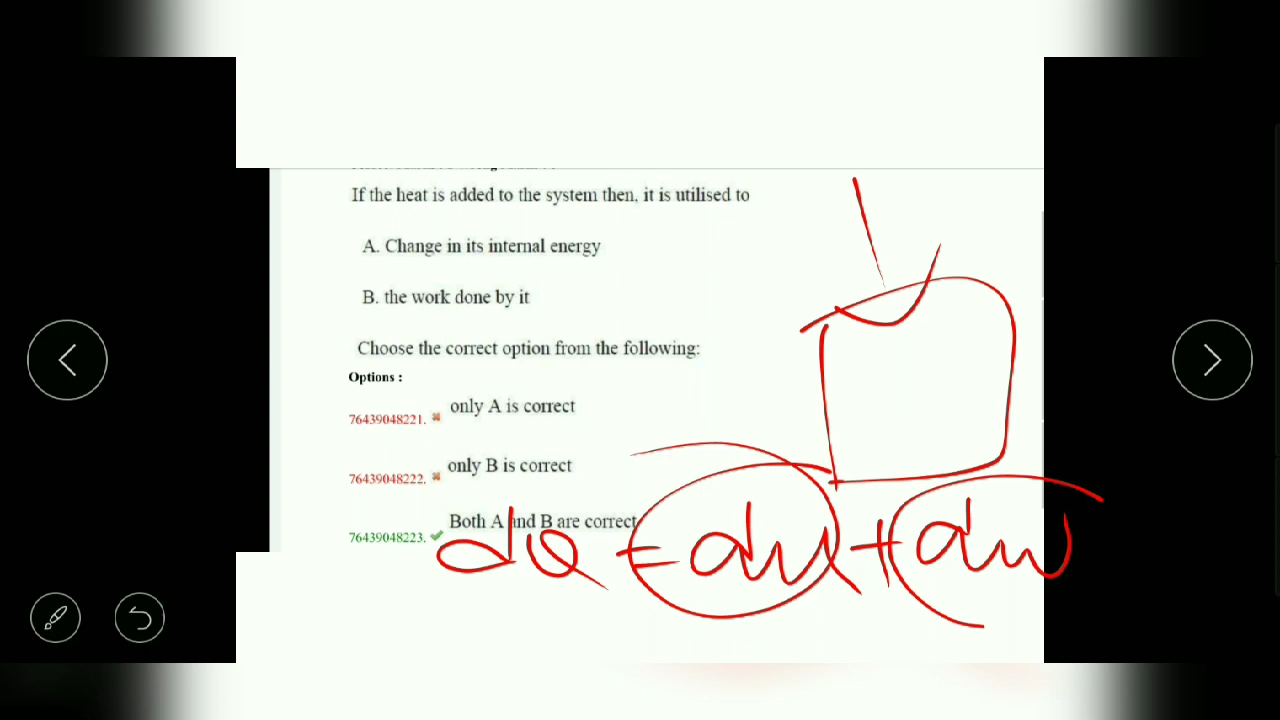 If the heat is added to the system then, it is utilised to
A. Change in its internal energy
B. the work done by it
Choose the correct option from the following:
Options :
76439048221. ✖ only A is correct
76439048222. ✖ only B is correct
76439048223. ✔ Both A and B are correct
dQ = du + dw